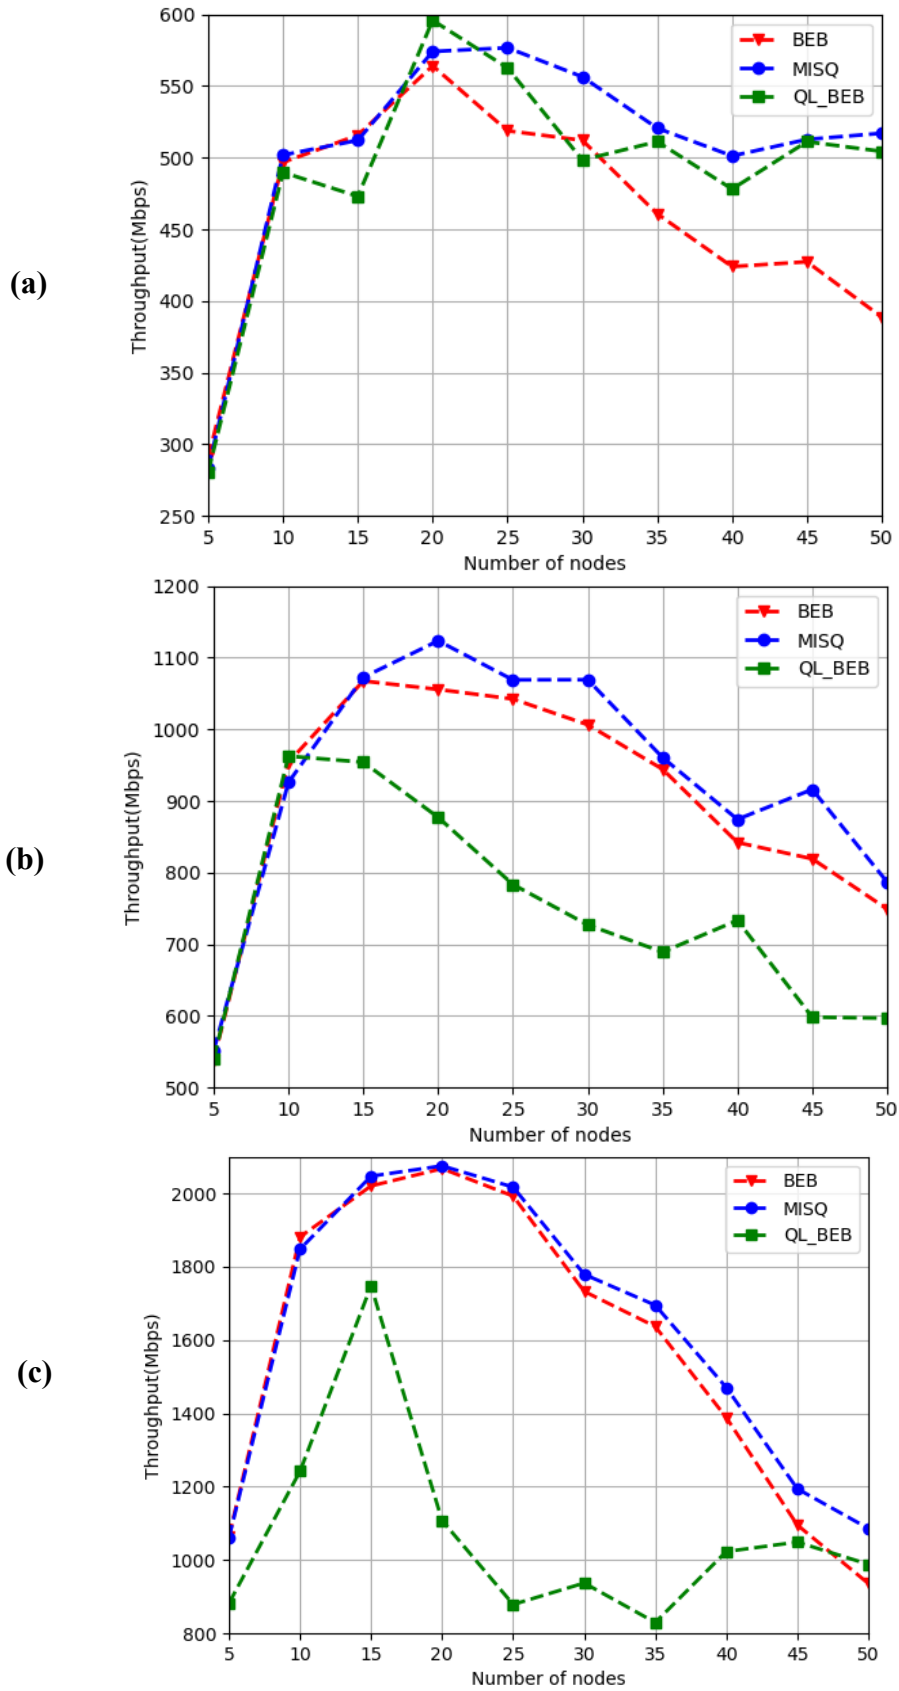 (a)
Throughput(Mbps)
600
550
500
450
400
350
300
250
BEB
MISQ
QL_BEB
5 10 15 20 25 30 35 40 45 50
Number of nodes
(b)
Throughput(Mbps)
1200
1100
1000
900
800
700
600
500
BEB
MISQ
QL_BEB
5 10 15 20 25 30 35 40 45 50
Number of nodes
(c)
Throughput(Mbps)
2000
1800
1600
1400
1200
1000
800
BEB
MISQ
QL_BEB
5 10 15 20 25 30 35 40 45 50
Number of nodes